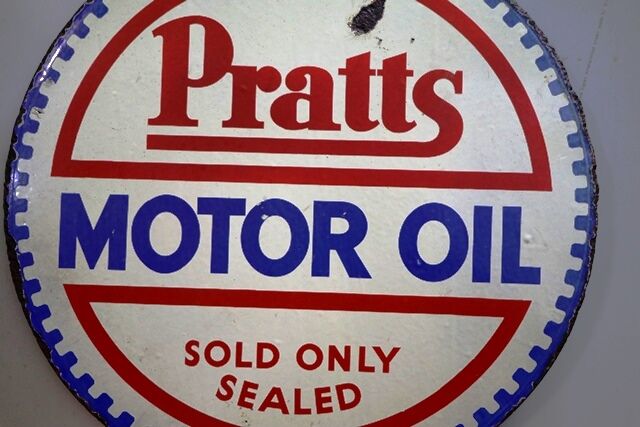 Pratts
MOTOR OIL
SOLD ONLY
SEALED